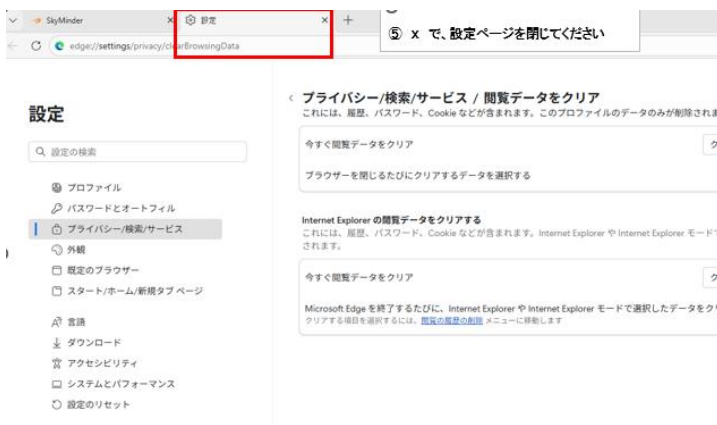 SkyMinder
設定
⑤ x で、設定ページを閉じてください
edge://settings/privacy/clearBrowsingData
設定
設定の検索
プロファイル
パスワードとオートフィル
プライバシー/検索/サービス
外観
既定のブラウザー
スタート/ホーム/新規タブ ページ
言語
ダウンロード
アクセシビリティ
システムとパフォーマンス
設定のリセット
プライバシー/検索/サービス / 閲覧データをクリア
これには、履歴、パスワード、Cookie などが含まれます。このプロファイルのデータのみが削除されま
今すぐ閲覧データをクリア
ク
ブラウザーを閉じるたびにクリアするデータを選択する
Internet Explorer の閲覧データをクリアする
これには、履歴、パスワード、Cookie などが含まれます。Internet Explorer や Internet Explorer モードで
されます。
今すぐ閲覧データをクリア
ク
Microsoft Edge を終了するたびに、Internet Explorer や Internet Explorer モードで選択したデータをク
クリアする項目を選択するには、閲覧の履歴の削除 メニューに移動します